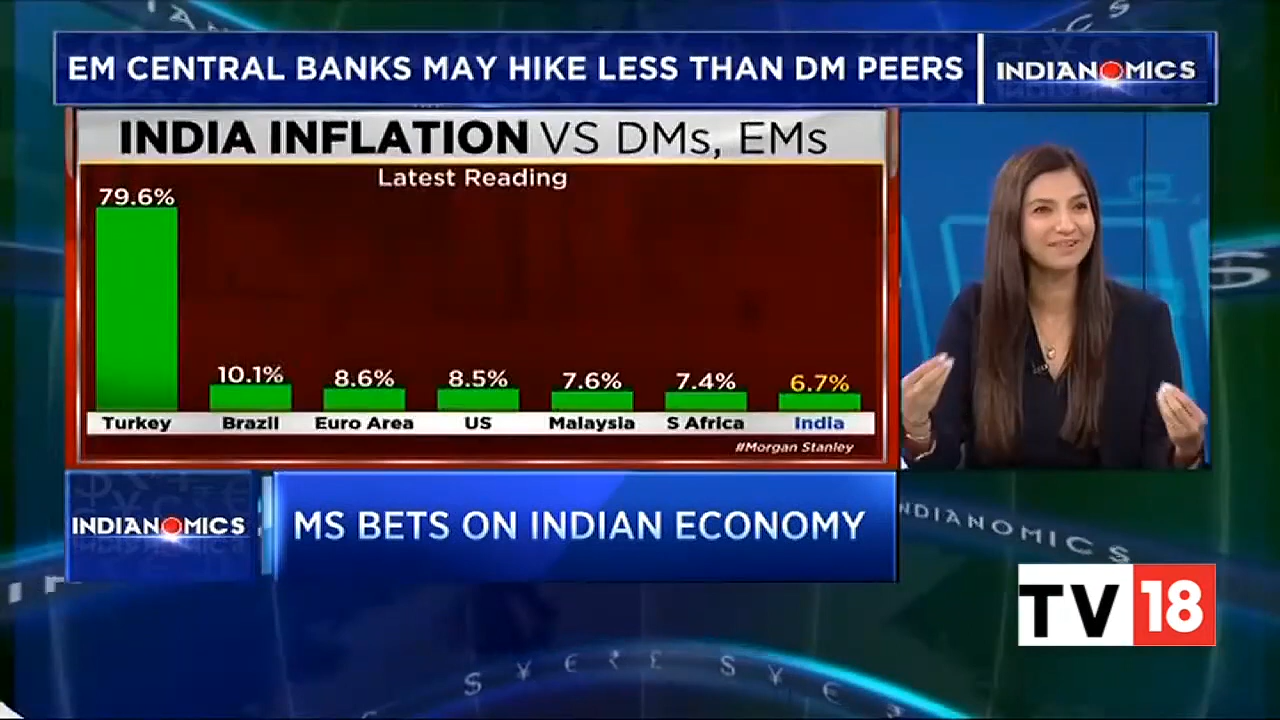 EM CENTRAL BANKS MAY HIKE LESS THAN DM PEERS
INDIANOMICS
INDIA INFLATION VS DMs, EMs
Latest Reading
79.6%
10.1%
8.6%
8.5%
7.6%
7.4%
6.7%
Turkey
Brazil
Euro Area
US
Malaysia
S Africa
India
#Morgan Stanley
INDIANOMICS
MS BETS ON INDIAN ECONOMY
NDIANOMICS
TV18
$ ¥ € ₹ £ $ ¥ €